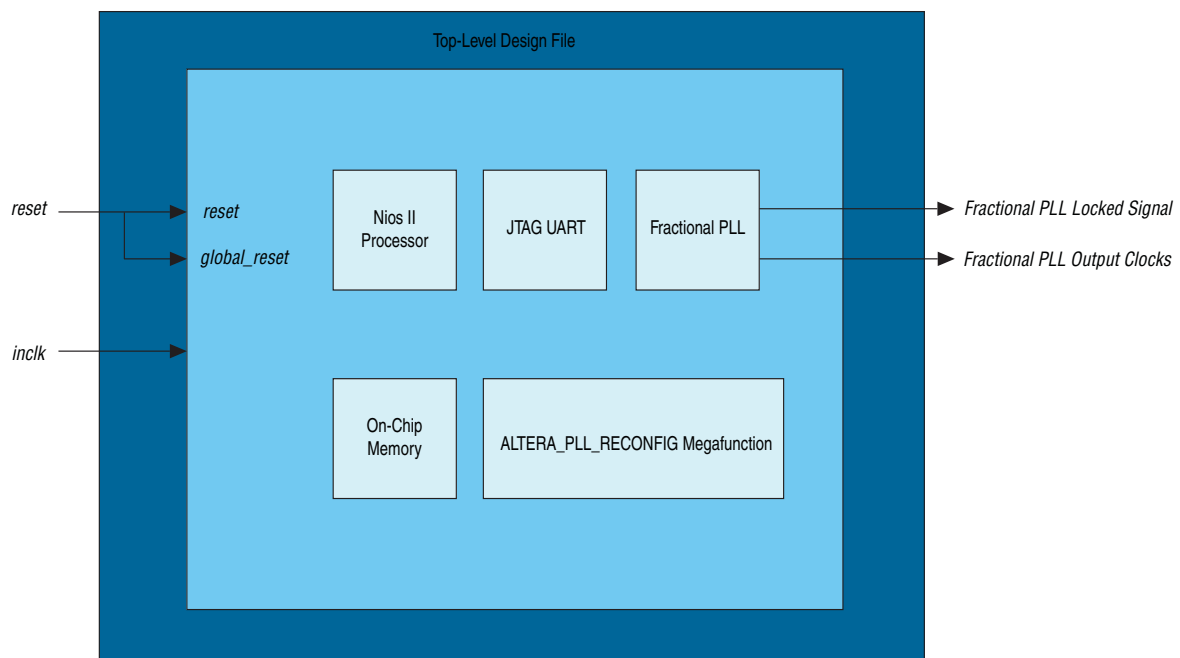 Top-Level Design File
reset
reset
global_reset
inclk
Nios II
Processor
JTAG UART
Fractional PLL
Fractional PLL Locked Signal
Fractional PLL Output Clocks
On-Chip
Memory
ALTERA_PLL_RECONFIG Megafunction